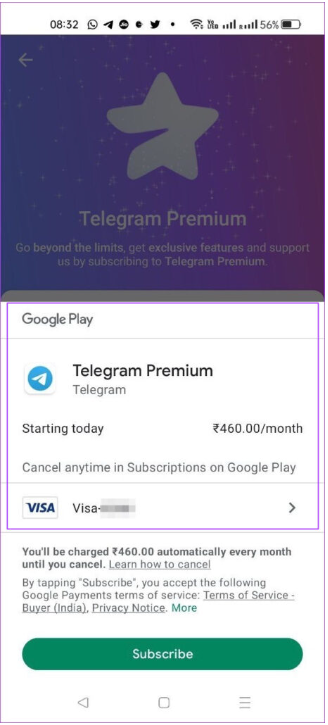 08:32 56%
Telegram Premium
Go beyond the limits, get exclusive features and support
us by subscribing to Telegram Premium.
Google Play
Telegram Premium
Telegram
Starting today ₹460.00/month
Cancel anytime in Subscriptions on Google Play
VISA Visa-
You'll be charged ₹460.00 automatically every month
until you cancel. Learn how to cancel
By tapping "Subscribe", you accept the following
Google Payments terms of service: Terms of Service -
Buyer (India), Privacy Notice. More
Subscribe